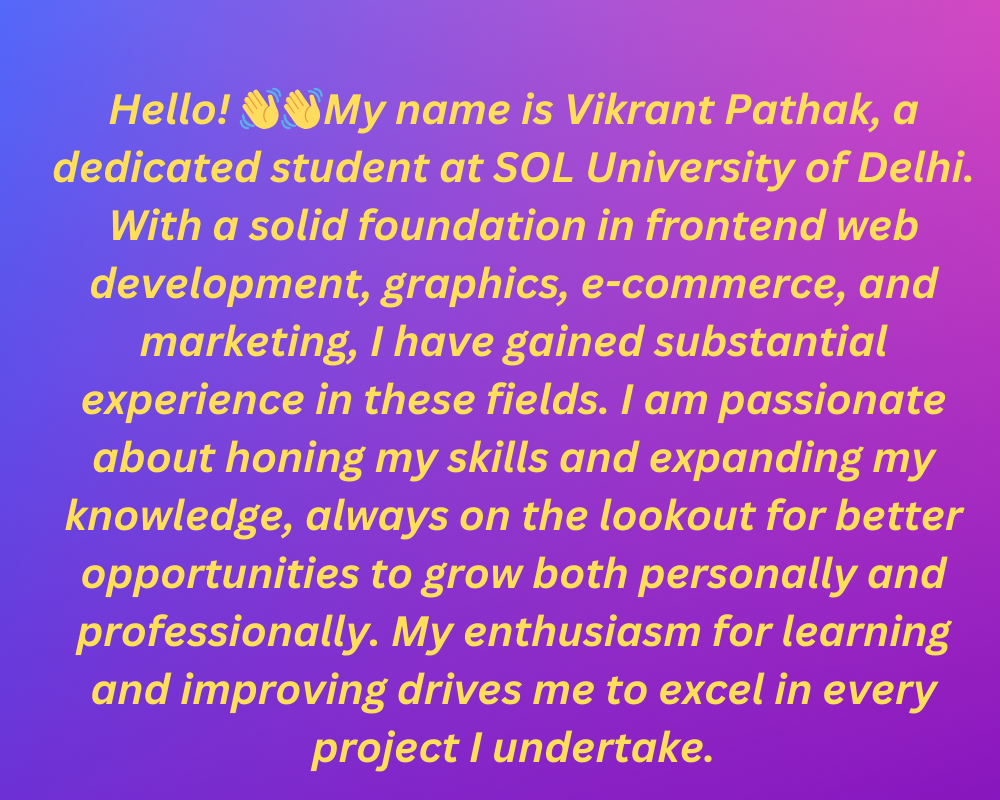 Hello! 👋👋My name is Vikrant Pathak, a
dedicated student at SOL University of Delhi.
With a solid foundation in frontend web
development, graphics, e-commerce, and
marketing, I have gained substantial
experience in these fields. I am passionate
about honing my skills and expanding my
knowledge, always on the lookout for better
opportunities to grow both personally and
professionally. My enthusiasm for learning
and improving drives me to excel in every
project I undertake.